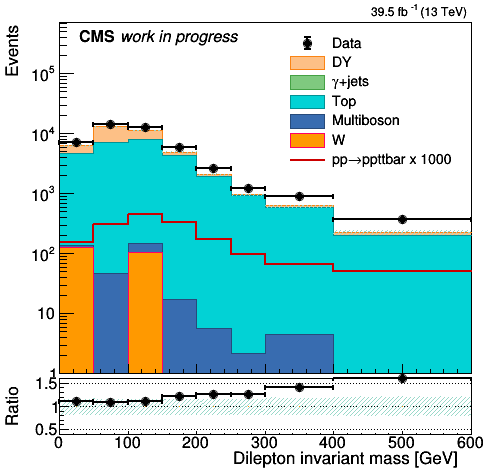 39.5 fb⁻¹ (13 TeV)
CMS work in progress
Events
Data
DY
γ+jets
Top
Multiboson
W
pp→ppttbar x 1000
10⁵
10⁴
10³
10²
10
1
Ratio
1.5
1
0.5
0 100 200 300 400 500 600
Dilepton invariant mass [GeV]